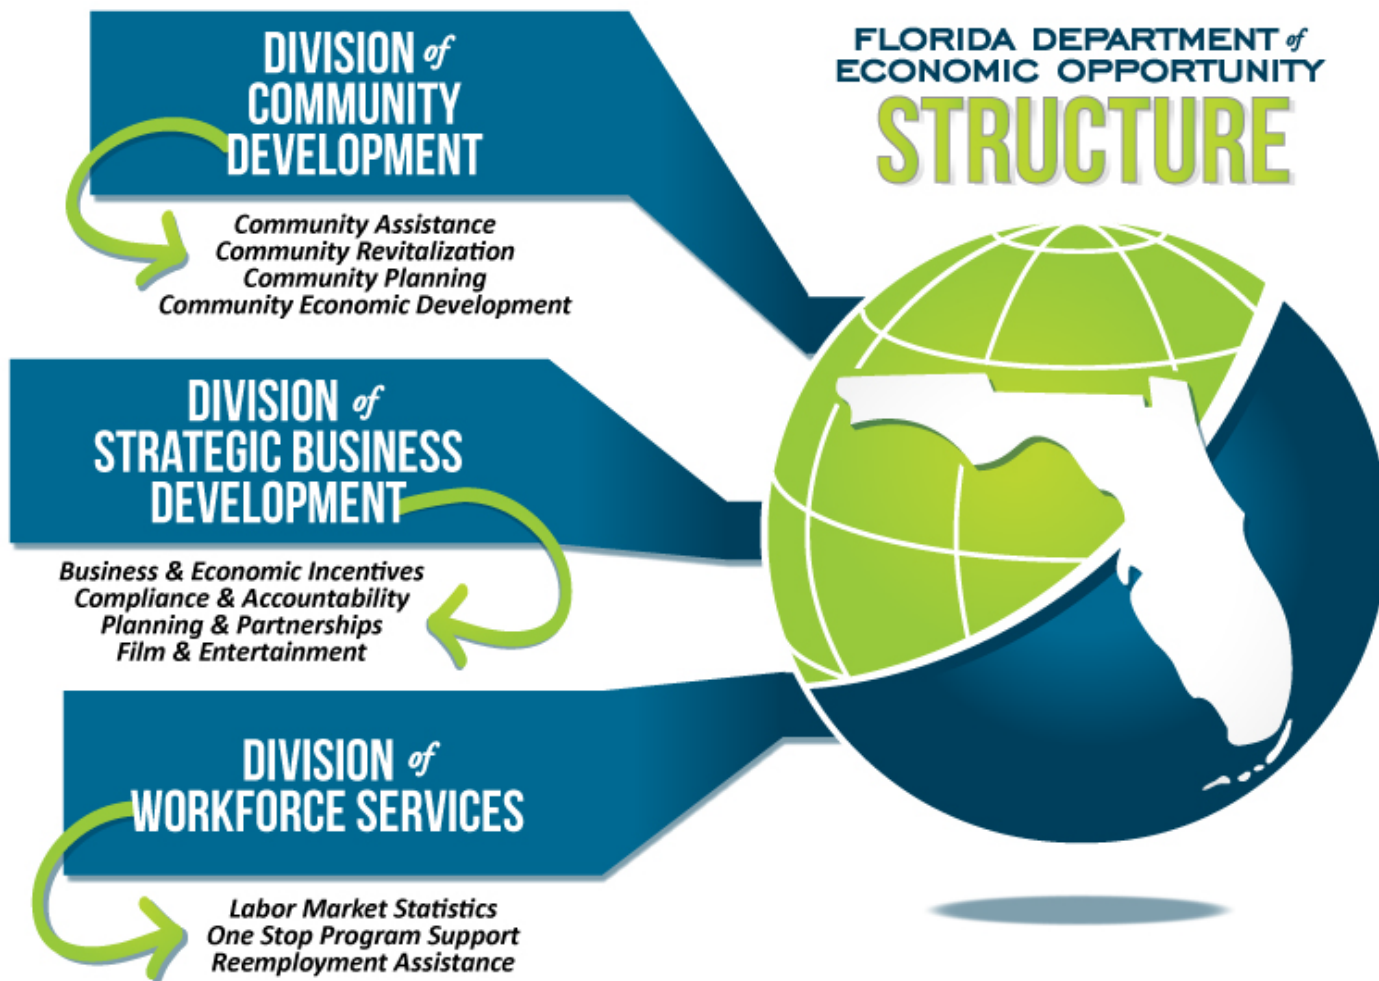 FLORIDA DEPARTMENT of
ECONOMIC OPPORTUNITY
STRUCTURE
DIVISION of
COMMUNITY
DEVELOPMENT
Community Assistance
Community Revitalization
Community Planning
Community Economic Development
DIVISION of
STRATEGIC BUSINESS
DEVELOPMENT
Business & Economic Incentives
Compliance & Accountability
Planning & Partnerships
Film & Entertainment
DIVISION of
WORKFORCE SERVICES
Labor Market Statistics
One Stop Program Support
Reemployment Assistance